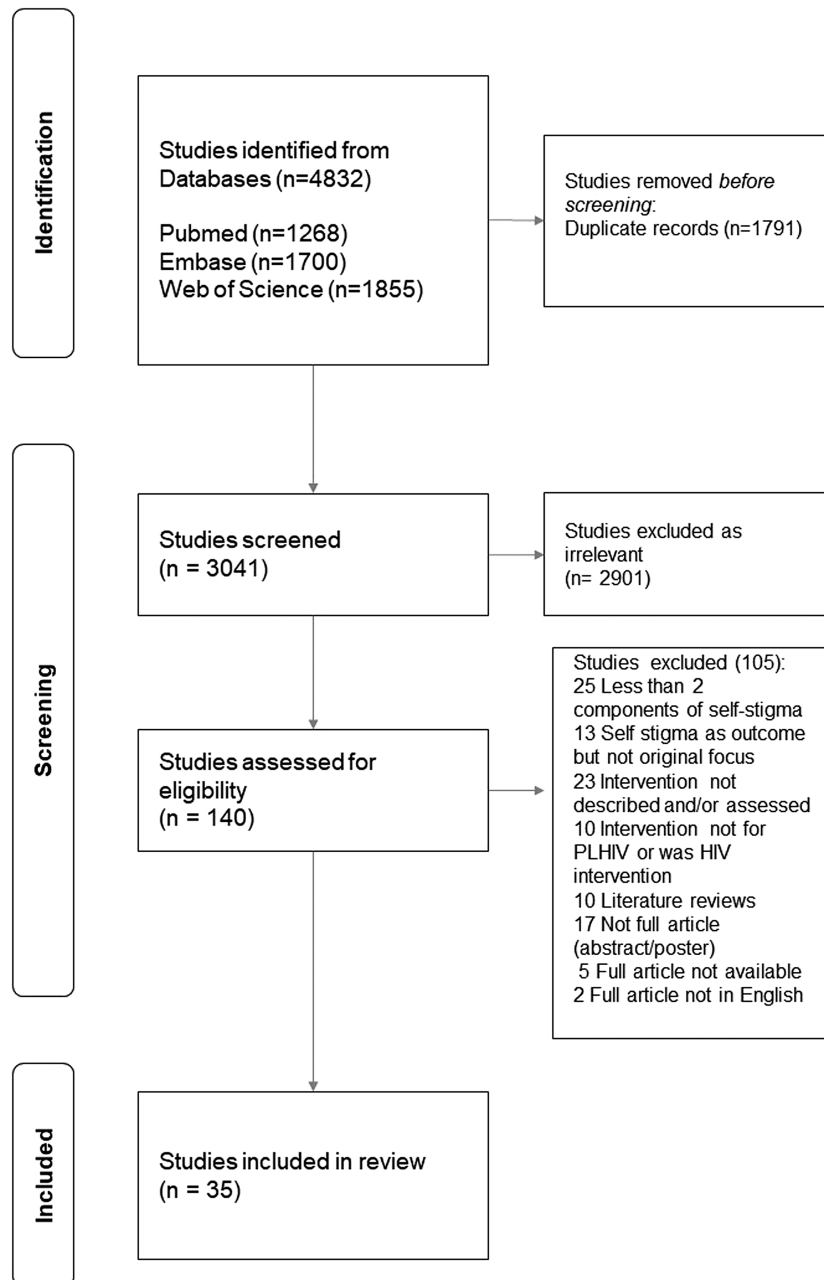 Identification
Studies identified from
Databases (n=4832)
Pubmed (n=1268)
Embase (n=1700)
Web of Science (n=1855)
Studies removed before
screening:
Duplicate records (n=1791)
Screening
Studies screened
(n = 3041)
Studies excluded as
irrelevant
(n= 2901)
Studies assessed for
eligibility
(n = 140)
Studies excluded (105):
25 Less than 2
components of self-stigma
13 Self stigma as outcome
but not original focus
23 Intervention not
described and/or assessed
10 Intervention not for
PLHIV or was HIV
intervention
10 Literature reviews
17 Not full article
(abstract/poster)
5 Full article not available
2 Full article not in English
Included
Studies included in review
(n = 35)